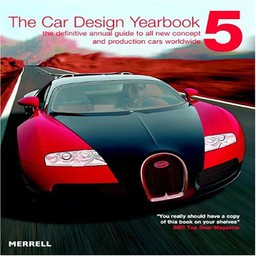 The Car Design Yearbook 5
the definitive annual guide to all new concept
and production cars worldwide
"You really should have a copy
of this book on your shelves"
BBC Top Gear Magazine
MERRELL